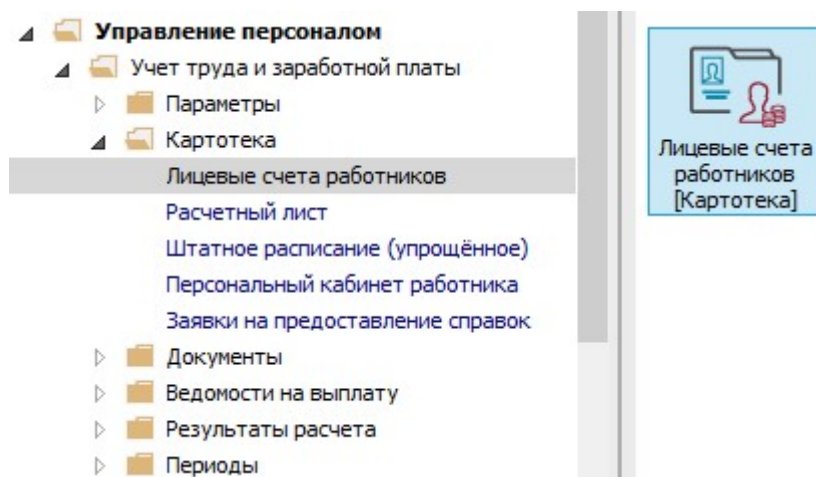 Управление персоналом
Учет труда и заработной платы
Параметры
Картотека
Лицевые счета работников
Расчетный лист
Штатное расписание (упрощённое)
Персональный кабинет работника
Заявки на предоставление справок
Документы
Ведомости на выплату
Результаты расчета
Периоды
Лицевые счета
работников
[Картотека]